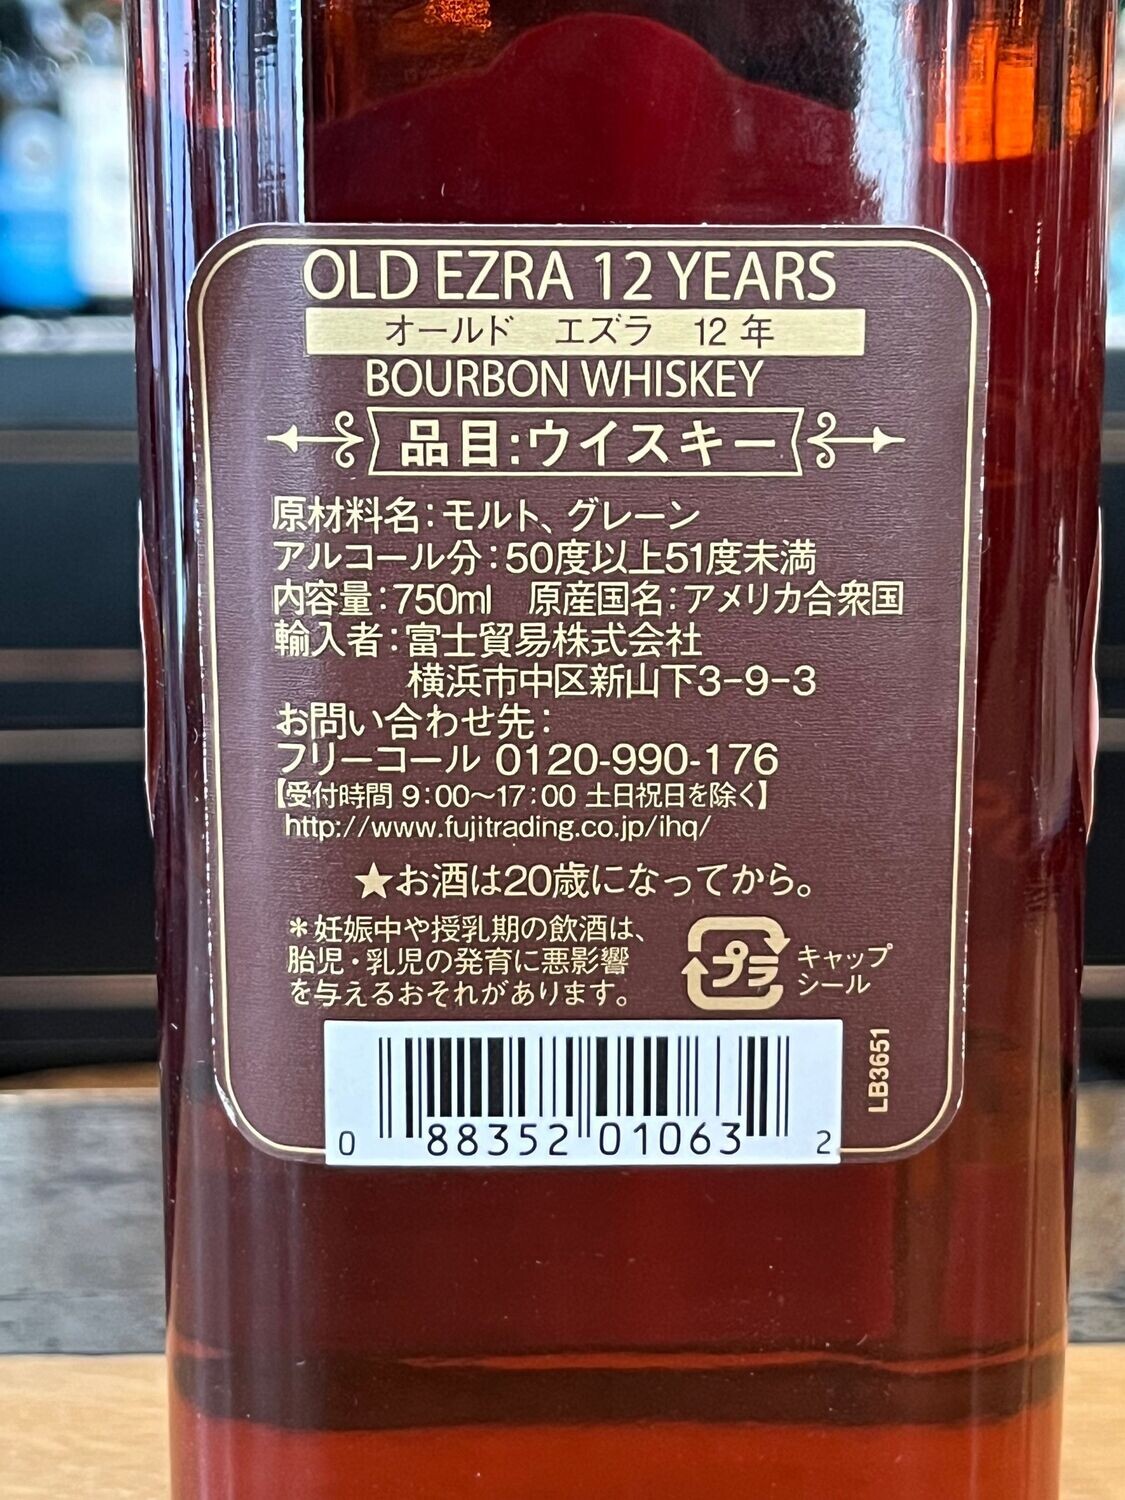 OLD EZRA 12 YEARS
オールド エズラ 12 年
BOURBON WHISKEY
品目:ウイスキー
原材料名:モルト、グレーン
アルコール分:50度以上51度未満
内容量:750ml 原産国名:アメリカ合衆国
輸入者:富士貿易株式会社
横浜市中区新山下3-9-3
お問い合わせ先:
フリーコール 0120-990-176
【受付時間 9:00〜17:00 土日祝日を除く】
http://www.fujitrading.co.jp/ihq/
★お酒は20歳になってから。
*妊娠中や授乳期の飲酒は、
胎児・乳児の発育に悪影響
を与えるおそれがあります。
プラ
キャップ
シール
LB3651
0 88352 01063 2